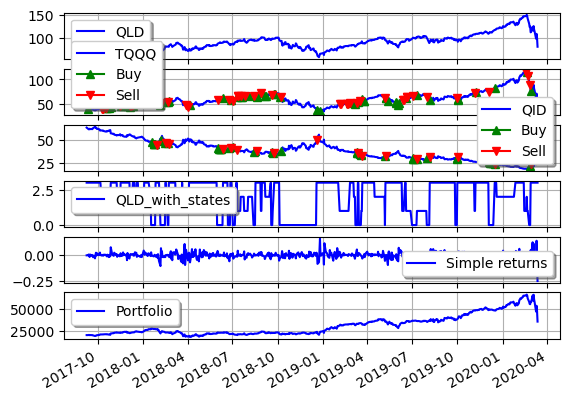 150
100
QLD
TQQQ
Buy
Sell
100
50
QID
Buy
Sell
50
25
2.5
0.0
QLD_with_states
0.00
−0.25
Simple returns
50000
25000
Portfolio
2017-10
2018-01
2018-04
2018-07
2018-10
2019-01
2019-04
2019-07
2019-10
2020-01
2020-04